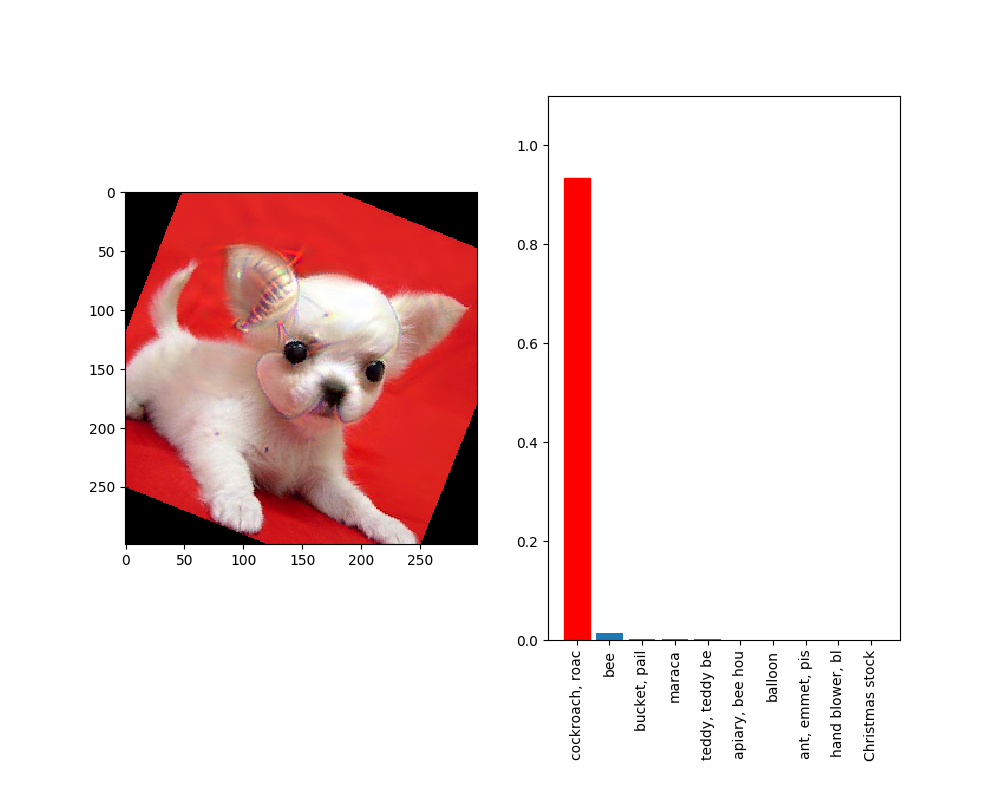 0
50
100
150
200
250
0 50 100 150 200 250
1.0
0.8
0.6
0.4
0.2
0.0
cockroach, roac
bee
bucket, pail
maraca
teddy, teddy be
apiary, bee hou
balloon
ant, emmet, pis
hand blower, bl
Christmas stock